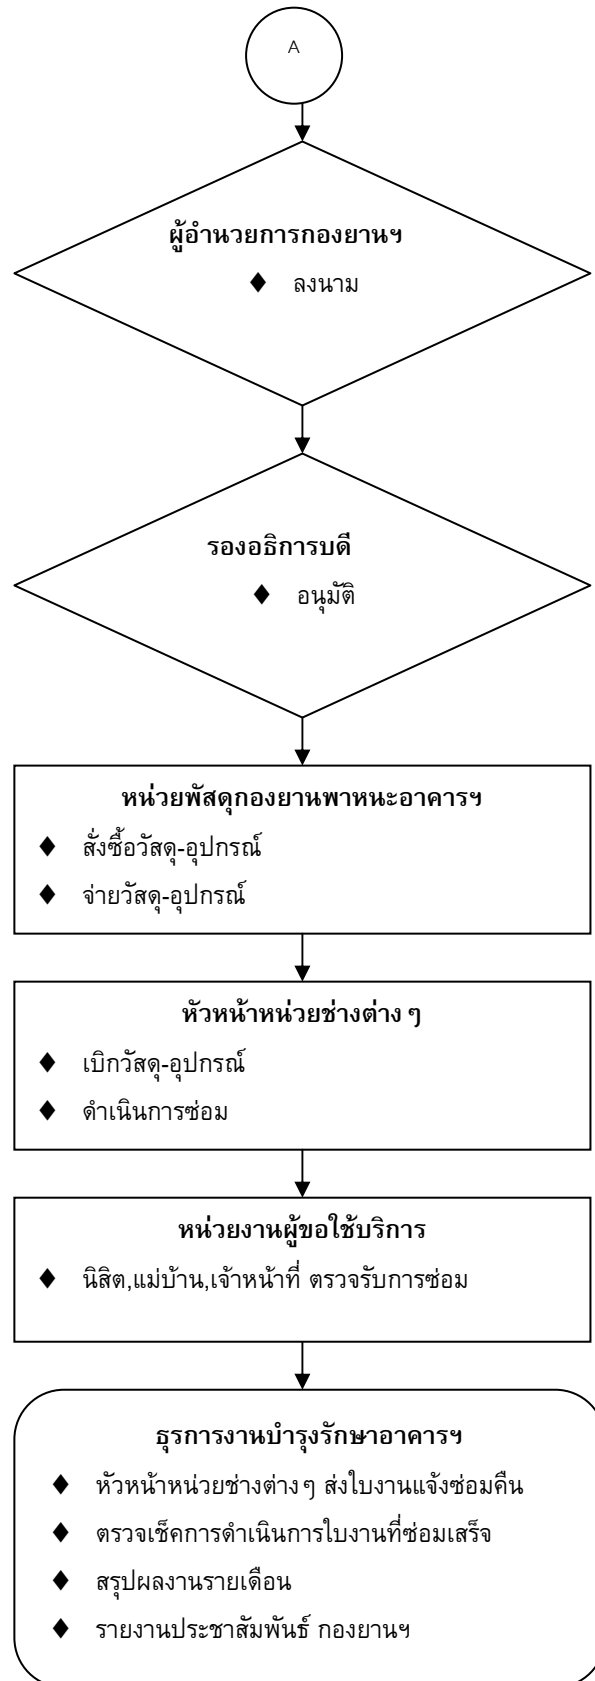 A
ผู้อำนวยการกองยานฯ
♦ ลงนาม
รองอธิการบดี
♦ อนุมัติ
หน่วยพัสดุกองยานพาหนะอาคารฯ
♦ สั่งซื้อวัสดุ-อุปกรณ์
♦ จ่ายวัสดุ-อุปกรณ์
หัวหน้าหน่วยช่างต่าง ๆ
♦ เบิกวัสดุ-อุปกรณ์
♦ ดำเนินการซ่อม
หน่วยงานผู้ขอใช้บริการ
♦ นิสิต,แม่บ้าน,เจ้าหน้าที่ ตรวจรับการซ่อม
ธุรการงานบำรุงรักษาอาคารฯ
♦ หัวหน้าหน่วยช่างต่าง ๆ ส่งใบงานแจ้งซ่อมคืน
♦ ตรวจเช็คการดำเนินการใบงานที่ซ่อมเสร็จ
♦ สรุปผลงานรายเดือน
♦ รายงานประชาสัมพันธ์ กองยานฯ